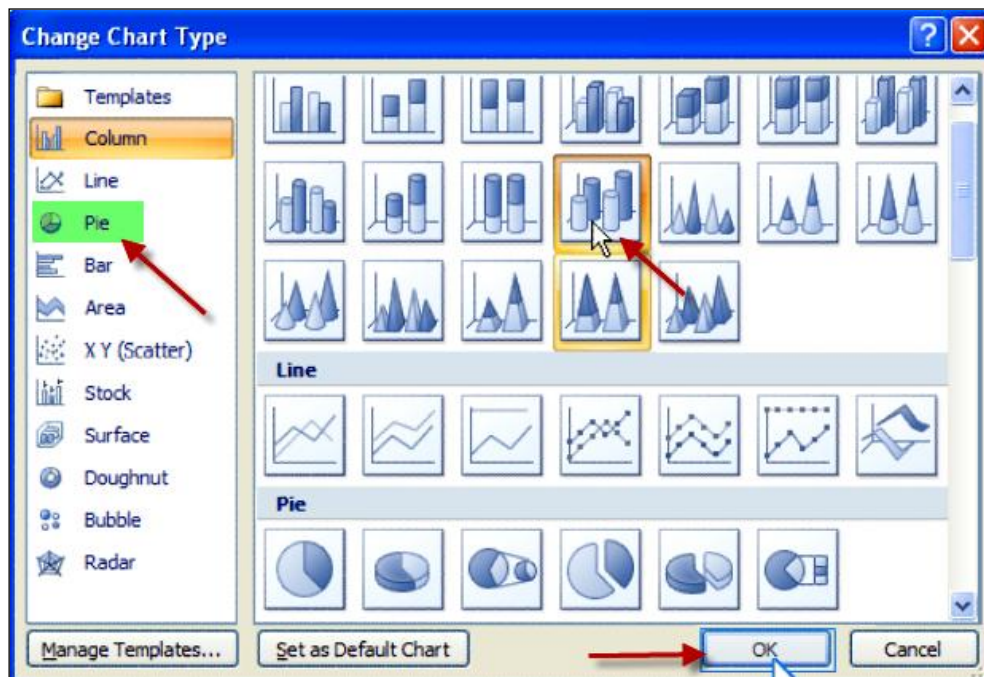 Change Chart Type
Templates
Column
Line
Pie
Bar
Area
X Y (Scatter)
Stock
Surface
Doughnut
Bubble
Radar
Line
Pie
Manage Templates...
Set as Default Chart
OK
Cancel